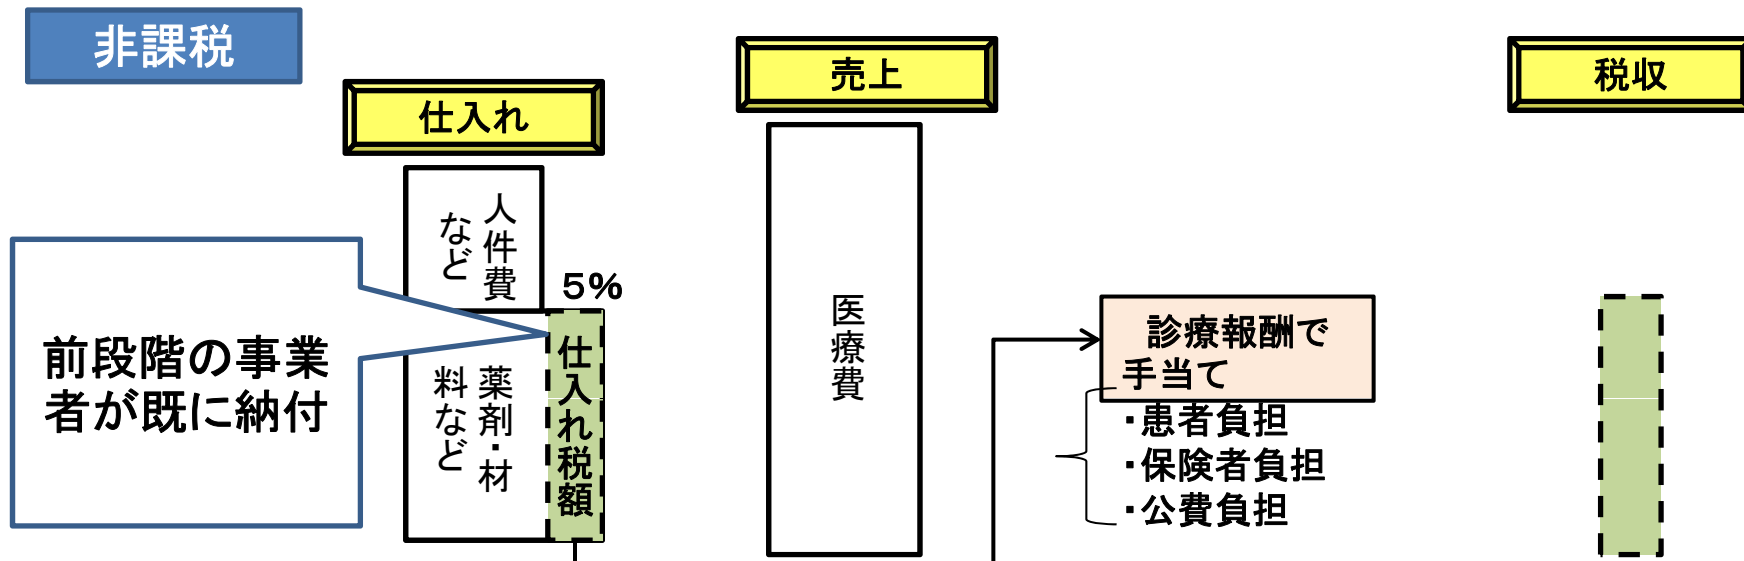 非課税
仕入れ
売上
税収
人件費
など
5%
前段階の事業
者が既に納付
薬剤・材
料など
仕入れ税額
医療費
診療報酬で
手当て
・患者負担
・保険者負担
・公費負担